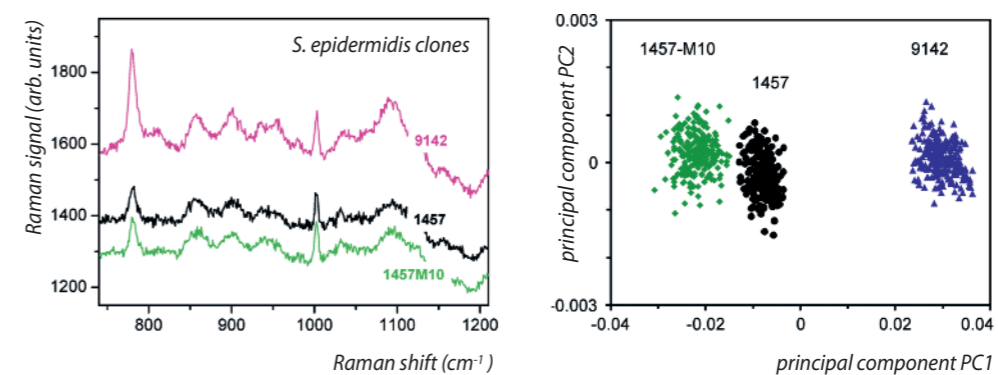 Raman signal (arb. units)
1800
1600
1400
1200
S. epidermidis clones
9142
1457
1457M10
800 900 1000 1100 1200
Raman shift (cm⁻¹ )
principal component PC2
0.003
0
-0.003
1457-M10
1457
9142
-0.04 -0.02 0 0.02 0.04
principal component PC1